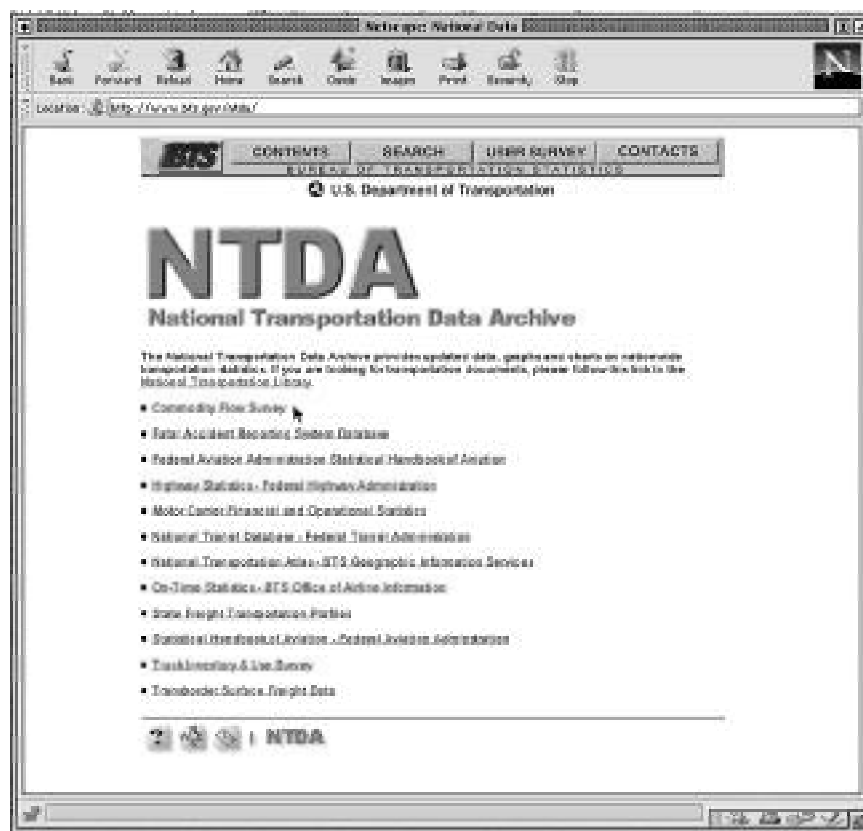 Netscape: National Data
Back Forward Reload Home Search Guide Images Print Security Stop
Location: http://www.bts.gov/ntda/
BTS CONTENTS SEARCH USER SURVEY CONTACTS
BUREAU OF TRANSPORTATION STATISTICS
U.S. Department of Transportation
NTDA
National Transportation Data Archive
The National Transportation Data Archive provides updated data, graphs and charts on nationwide
transportation statistics. If you are looking for transportation documents, please follow this link to the
National Transportation Library.
Commodity Flow Survey
Fatal Accident Reporting System Database
Federal Aviation Administration Statistical Handbook of Aviation
Highway Statistics - Federal Highway Administration
Motor Carrier Financial and Operational Statistics
National Transit Database - Federal Transit Administration
National Transportation Atlas - BTS Geographic Information Services
On-Time Statistics - BTS Office of Airline Information
State Freight Transportation Profiles
Statistical Handbook of Aviation - Federal Aviation Administration
Truck Inventory & Use Survey
Transborder Surface Freight Data
? | NTDA